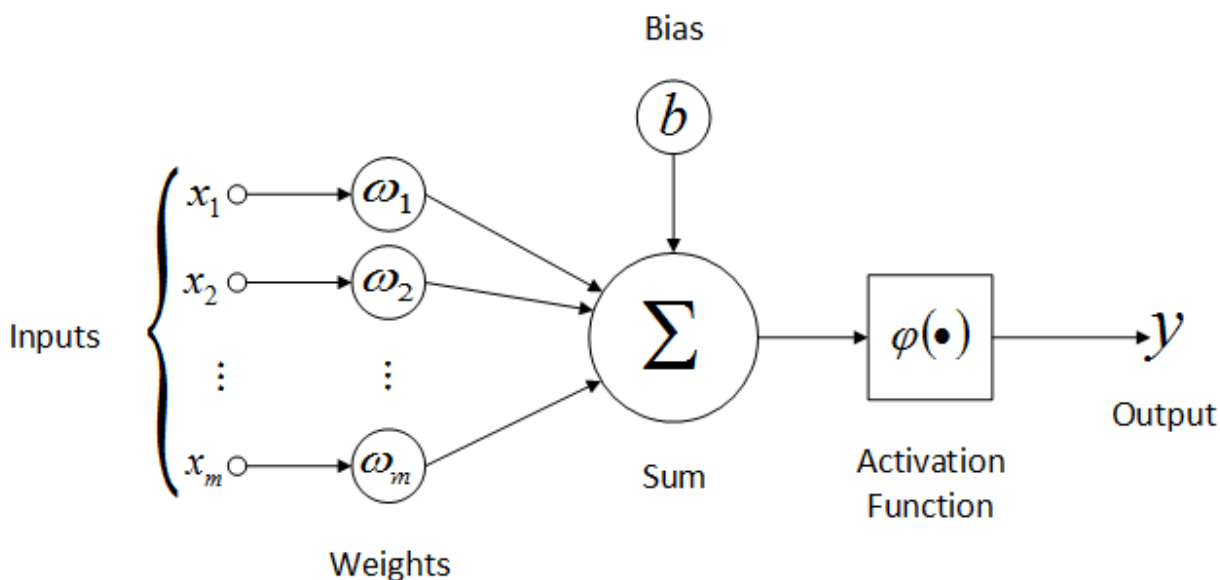 Bias
b
x₁ ω₁
x₂ ω₂
Inputs
⋮ ⋮
Σ
φ(•)
y
Output
xₘ ωₘ
Sum
Activation
Function
Weights